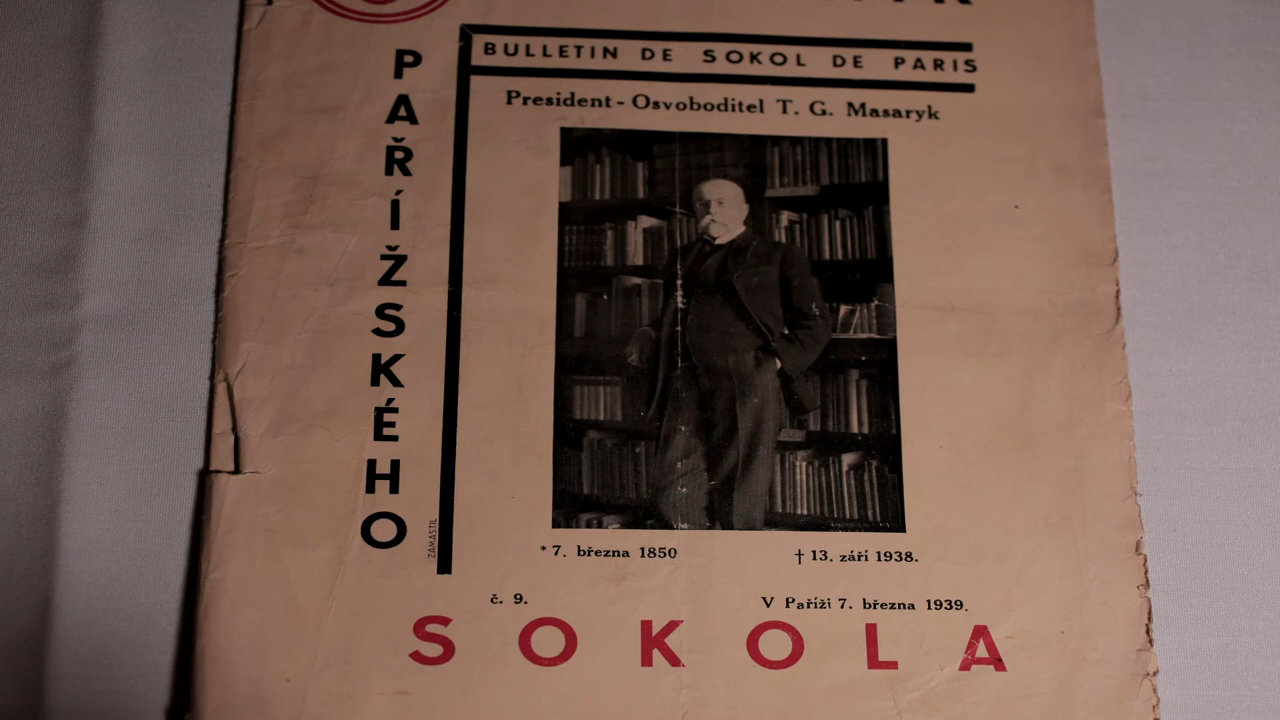 BULLETIN DE SOKOL DE PARIS
President - Osvoboditel T. G. Masaryk
PAŘÍŽSKÉHO
ZAMASTIL
* 7. března 1850
† 13. září 1938.
č. 9.
V Paříži 7. března 1939.
SOKOLA